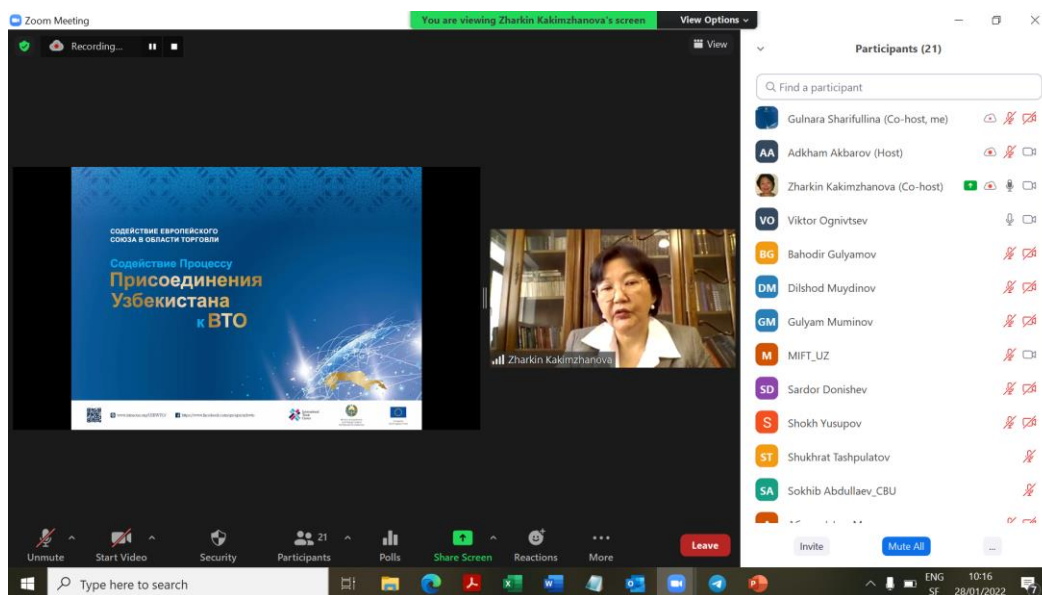 Zoom Meeting
You are viewing Zharkin Kakimzhanova's screen
View Options
Recording...
View
СОДЕЙСТВИЕ ЕВРОПЕЙСКОГО
СОЮЗА В ОБЛАСТИ ТОРГОВЛИ
Содействие Процессу
Присоединения
Узбекистана
к ВТО
Zharkin Kakimzhanova
Participants (21)
Find a participant
Gulnara Sharifullina (Co-host, me)
AA Adkham Akbarov (Host)
Zharkin Kakimzhanova (Co-host)
VO Viktor Ognivtsev
BG Bahodir Gulyamov
DM Dilshod Muydinov
GM Gulyam Muminov
M MIFT_UZ
SD Sardor Donishev
S Shokh Yusupov
ST Shukhrat Tashpulatov
SA Sokhib Abdullaev_CBU
Invite
Mute All
...
Unmute
Start Video
Security
21
Participants
Polls
Share Screen
Reactions
More
Leave
Type here to search
ENG
SF
10:16
28/01/2022
7